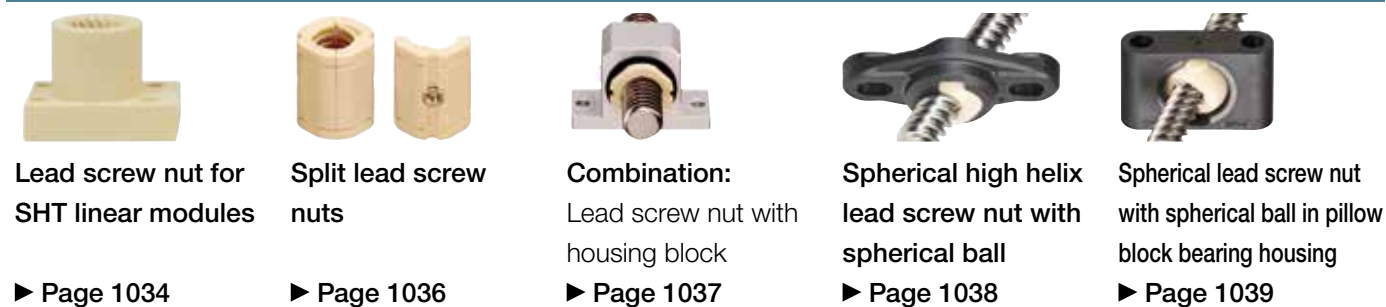 Lead screw nut for
SHT linear modules
► Page 1034
Split lead screw
nuts
► Page 1036
Combination:
Lead screw nut with
housing block
► Page 1037
Spherical high helix
lead screw nut with
spherical ball
► Page 1038
Spherical lead screw nut
with spherical ball in pillow
block bearing housing
► Page 1039